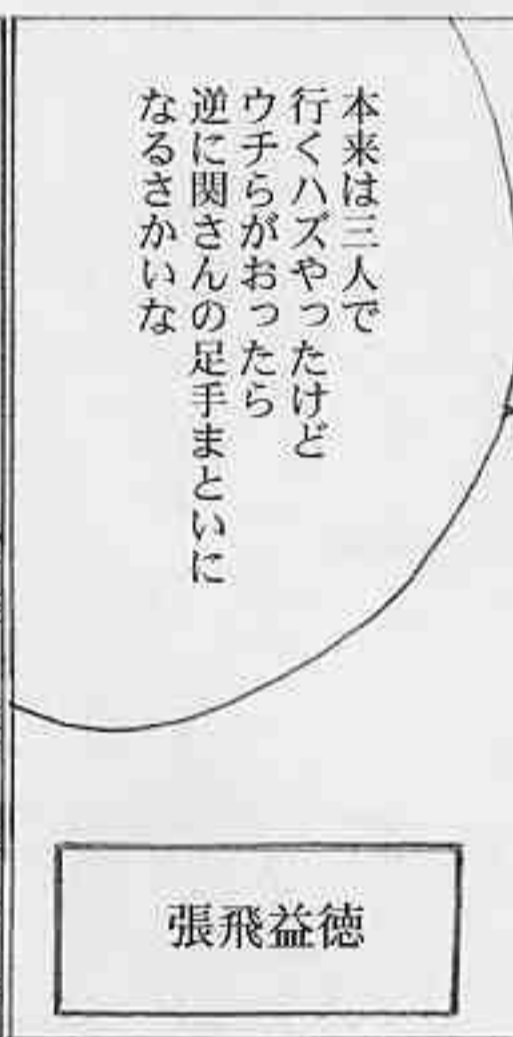 本来は三人で
行くハズやったけど
ウチらがおったら
逆に関さんの足手まといに
なるさかいな
張飛益徳